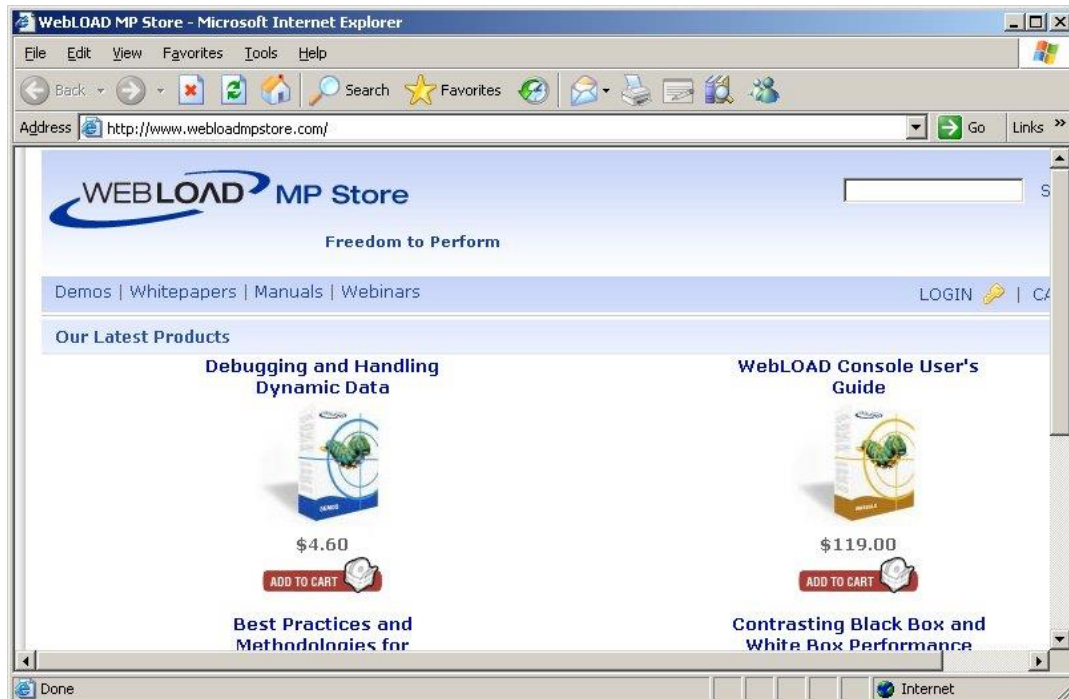 WebLOAD MP Store - Microsoft Internet Explorer
File Edit View Favorites Tools Help
Back Search Favorites
Address http://www.webloadmpstore.com/ Go Links »
WEBLOAD MP Store
S
Freedom to Perform
Demos | Whitepapers | Manuals | Webinars LOGIN | CA
Our Latest Products
Debugging and Handling
Dynamic Data
DEMOS
$4.60
ADD TO CART
WebLOAD Console User's
Guide
MANUALS
$119.00
ADD TO CART
Best Practices and
Methodologies for
Contrasting Black Box and
White Box Performance
Done Internet